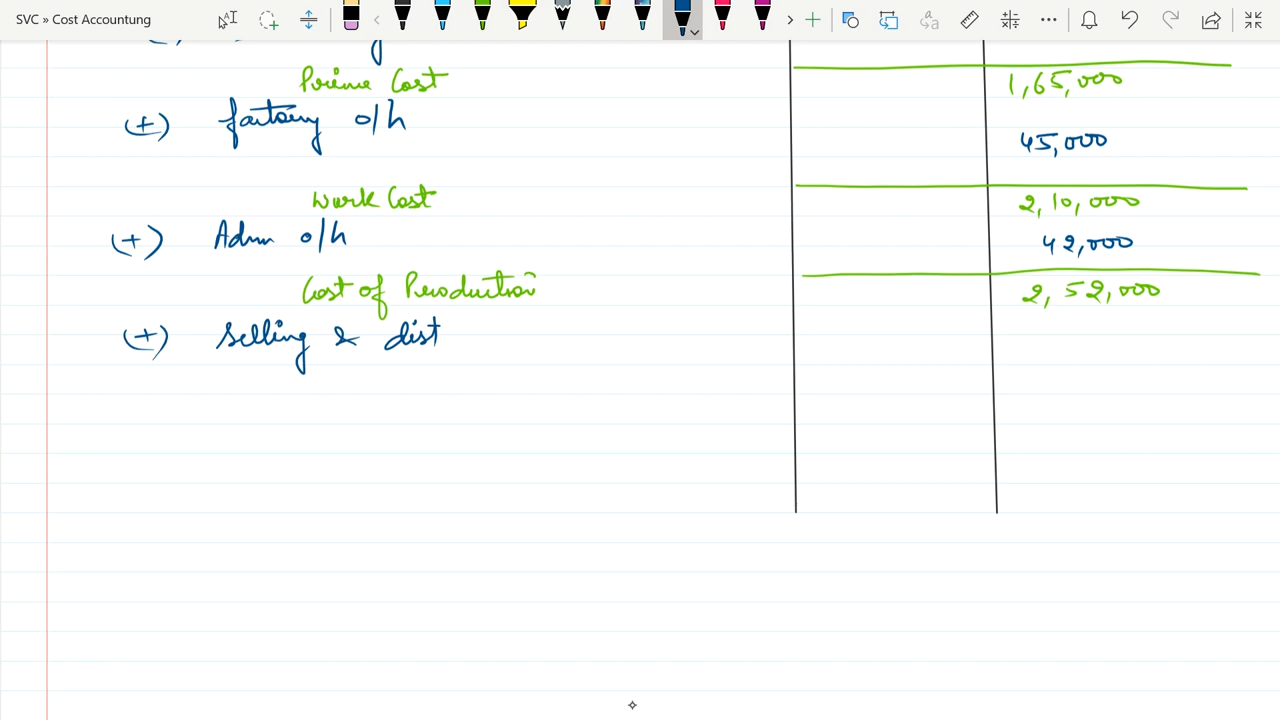 SVC » Cost Accountung
Prime Cost 1,65,000
(+) factory o/h 45,000
Work Cost 2,10,000
(+) Adm o/h 42,000
Cost of Production 2,52,000
(+) Selling & dist